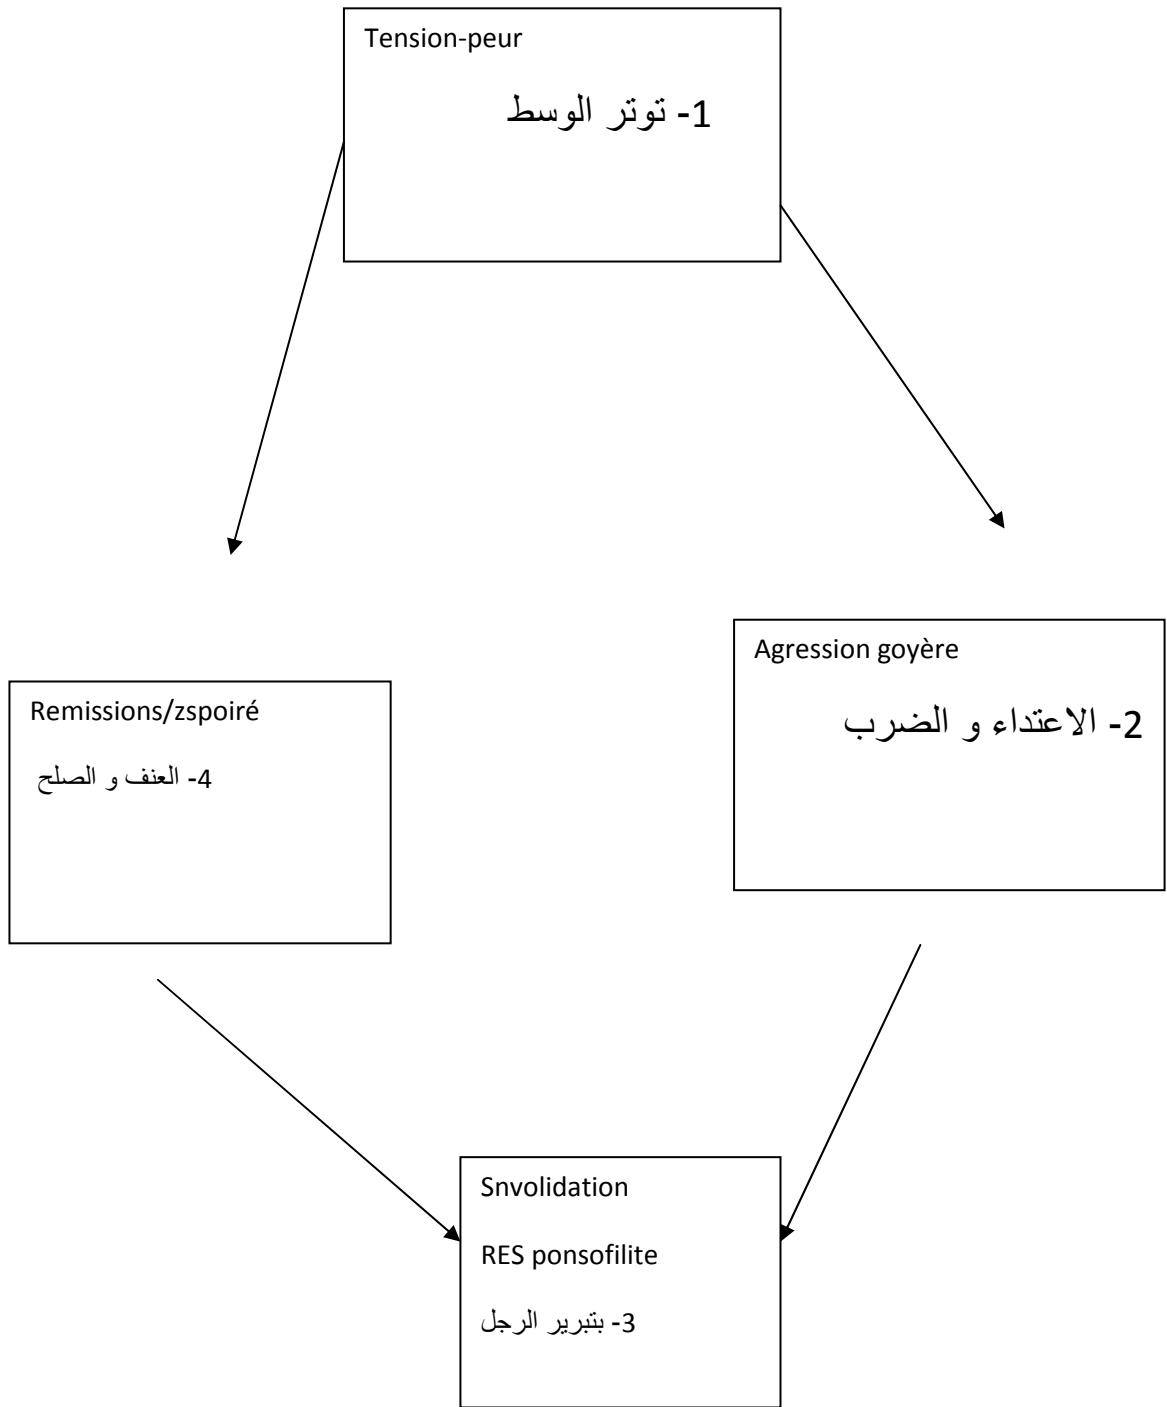 Tension-peur
1- توتر الوسط
Agression goyère
2- الاعتداء و الضرب
Remissions/zspoiré
4- العنف و الصلح
Snvolidation
RES ponsofilite
3- بتبرير الرجل